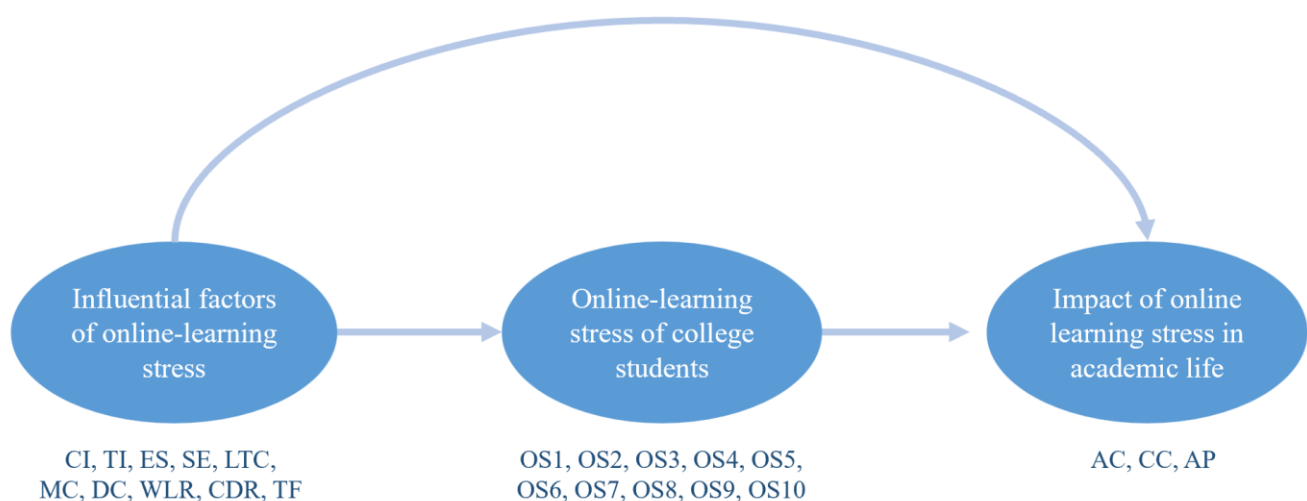 Influential factors
of online-learning
stress
Online-learning
stress of college
students
Impact of online
learning stress in
academic life
CI, TI, ES, SE, LTC,
MC, DC, WLR, CDR, TF
OS1, OS2, OS3, OS4, OS5,
OS6, OS7, OS8, OS9, OS10
AC, CC, AP